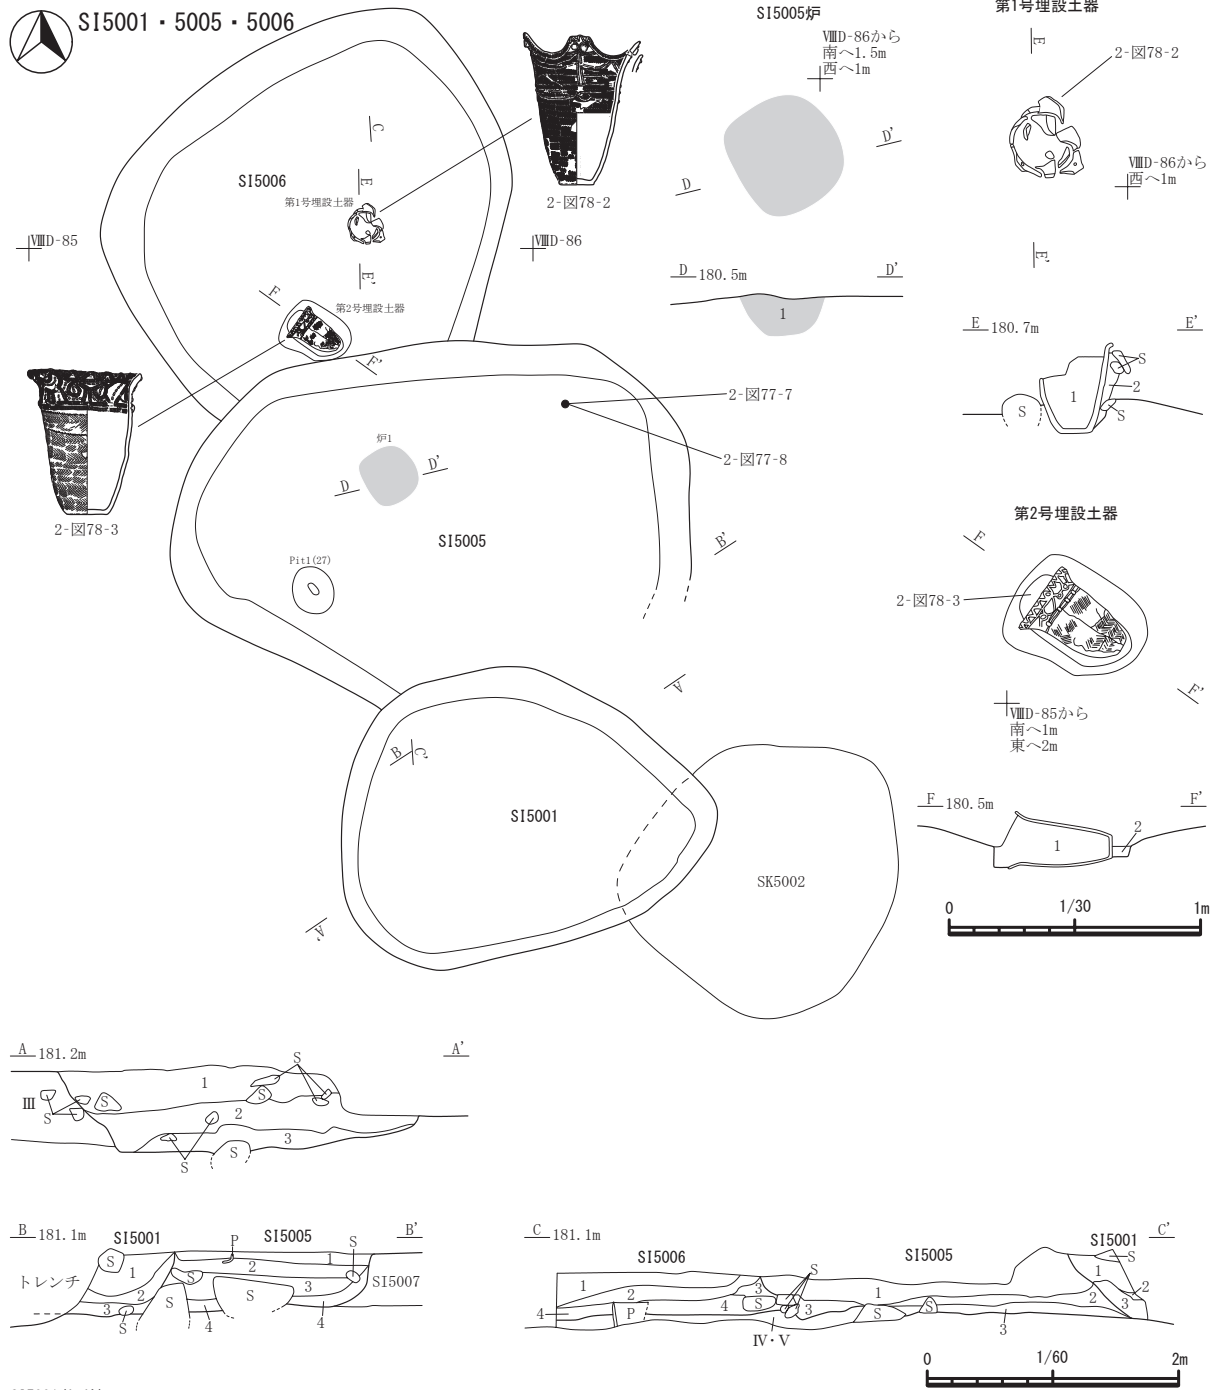 SI5001・5005・5006
C
SI5006
E
第1号埋設土器
ⅧD-85
ⅧD-86
E'
F
第2号埋設土器
F'
2-図78-2
2-図78-3
2-図77-7
2-図77-8
炉1
D
D'
SI5005
Pit1(27)
B'
A
B
C'
SI5001
SK5002
A'
SI5005炉
ⅧD-86から
南へ1.5m
西へ1m
D'
D
D 180.5m D'
1
第1号埋設土器
E
2-図78-2
ⅧD-86から
西へ1m
E'
E 180.7m E'
S
1
2
S
S
第2号埋設土器
F
2-図78-3
F'
ⅧD-85から
南へ1m
東へ2m
F 180.5m F'
1
2
0 1/30 1m
A 181.2m A'
S
1
Ⅲ
S
S
S
2
3
S
S
B 181.1m SI5001 SI5005 B'
P
S
S
トレンチ
1
2
1
SI5007
S
2
3
S
S
3
S
4
4
C 181.1m C'
SI5006
SI5005
SI5001
S
S
1
1
2
3
1
2
2
3
4
P
4
S
3
S
S
3
Ⅳ・Ⅴ
0 1/60 2m